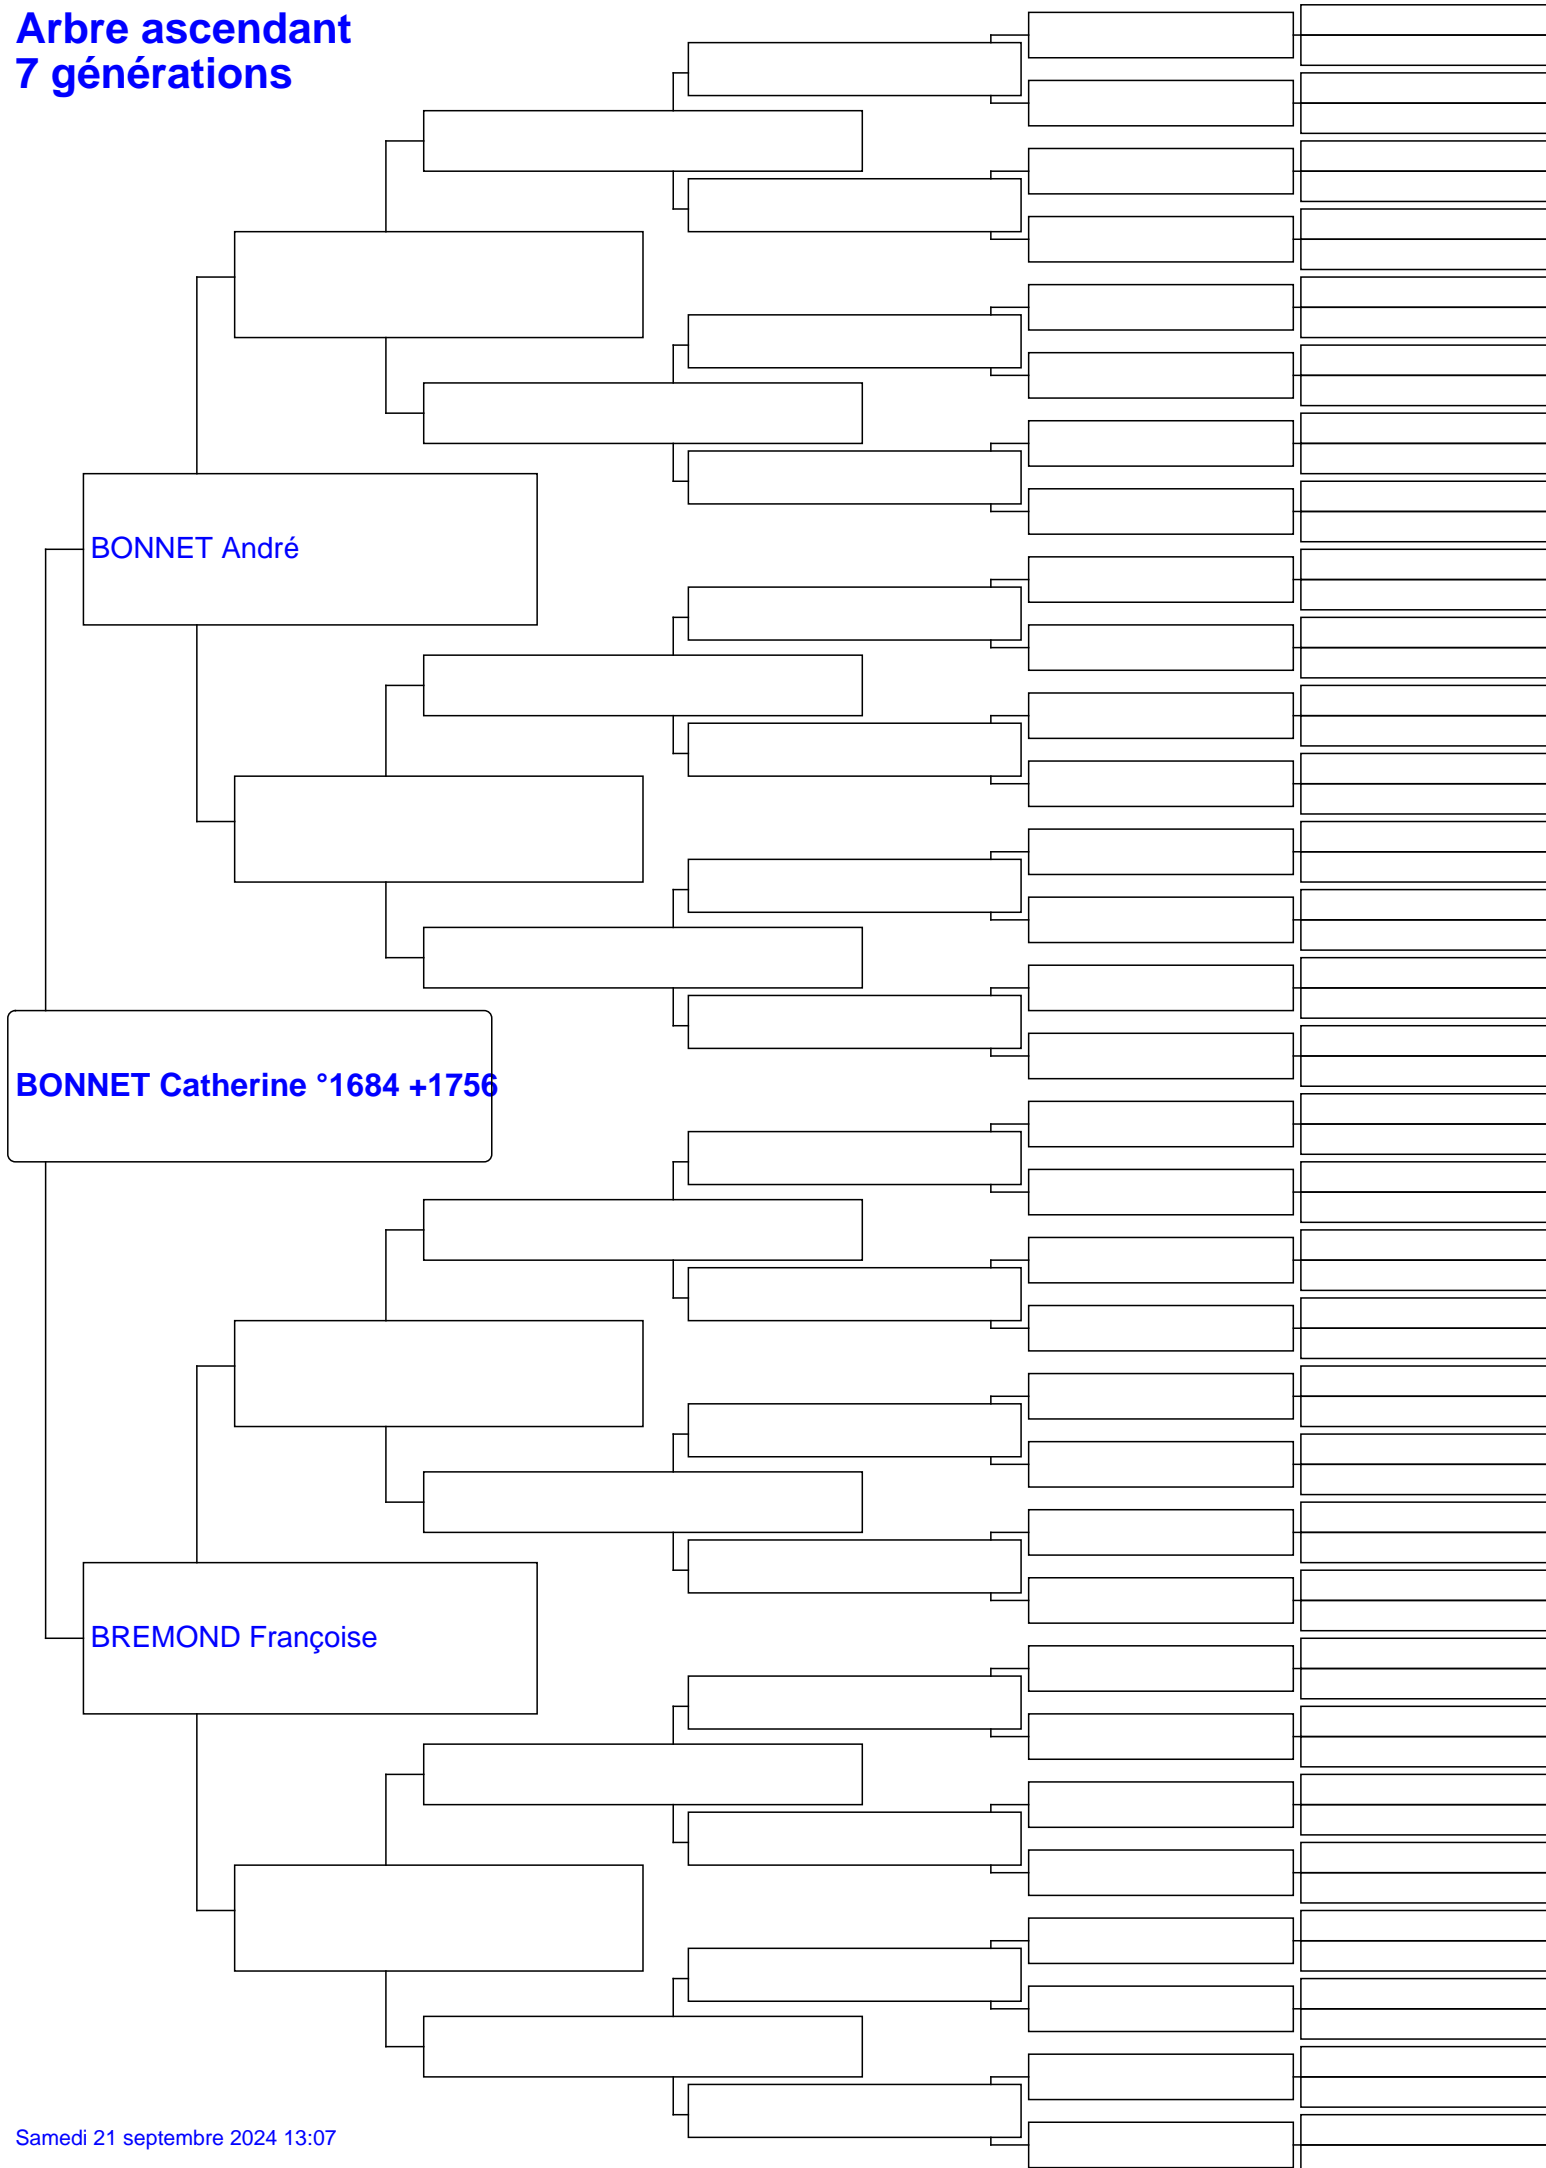 Arbre ascendant
7 générations
BONNET André
BONNET Catherine °1684 +1756
BREMOND Françoise
Samedi 21 septembre 2024 13:07